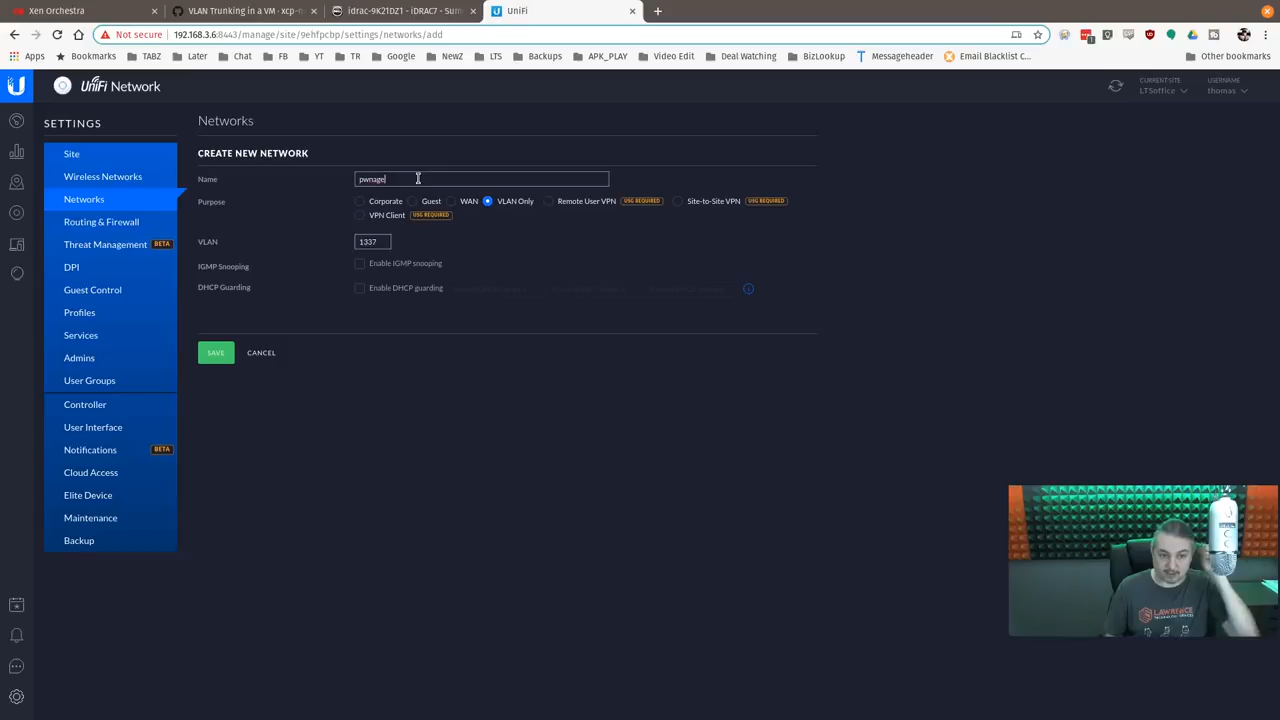 Xen Orchestra
VLAN Trunking in a VM · xcp-n
idrac-9K21DZ1 - iDRAC7 - Sum
UniFi
Not secure
192.168.3.6:8443/manage/site/9ehfpcbp/settings/networks/add
Apps
Bookmarks
TABZ
Later
Chat
FB
YT
TR
Google
NewZ
LTS
Backups
APK_PLAY
Video Edit
Deal Watching
BizLookup
Messageheader
Email Blacklist C...
Other Bookmarks
UniFi Network
CURRENT SITE
LTSoffice
USERNAME
thomas
SETTINGS
Site
Wireless Networks
Networks
Routing & Firewall
Threat Management BETA
DPI
Guest Control
Profiles
Services
Admins
User Groups
Controller
User Interface
Notifications BETA
Cloud Access
Elite Device
Maintenance
Backup
Networks
CREATE NEW NETWORK
Name pwnage
Purpose Corporate Guest WAN VLAN Only Remote User VPN USG REQUIRED Site-to-Site VPN USG REQUIRED
VPN Client USG REQUIRED
VLAN 1337
IGMP Snooping Enable IGMP snooping
DHCP Guarding Enable DHCP guarding
SAVE CANCEL
LAWRENCE